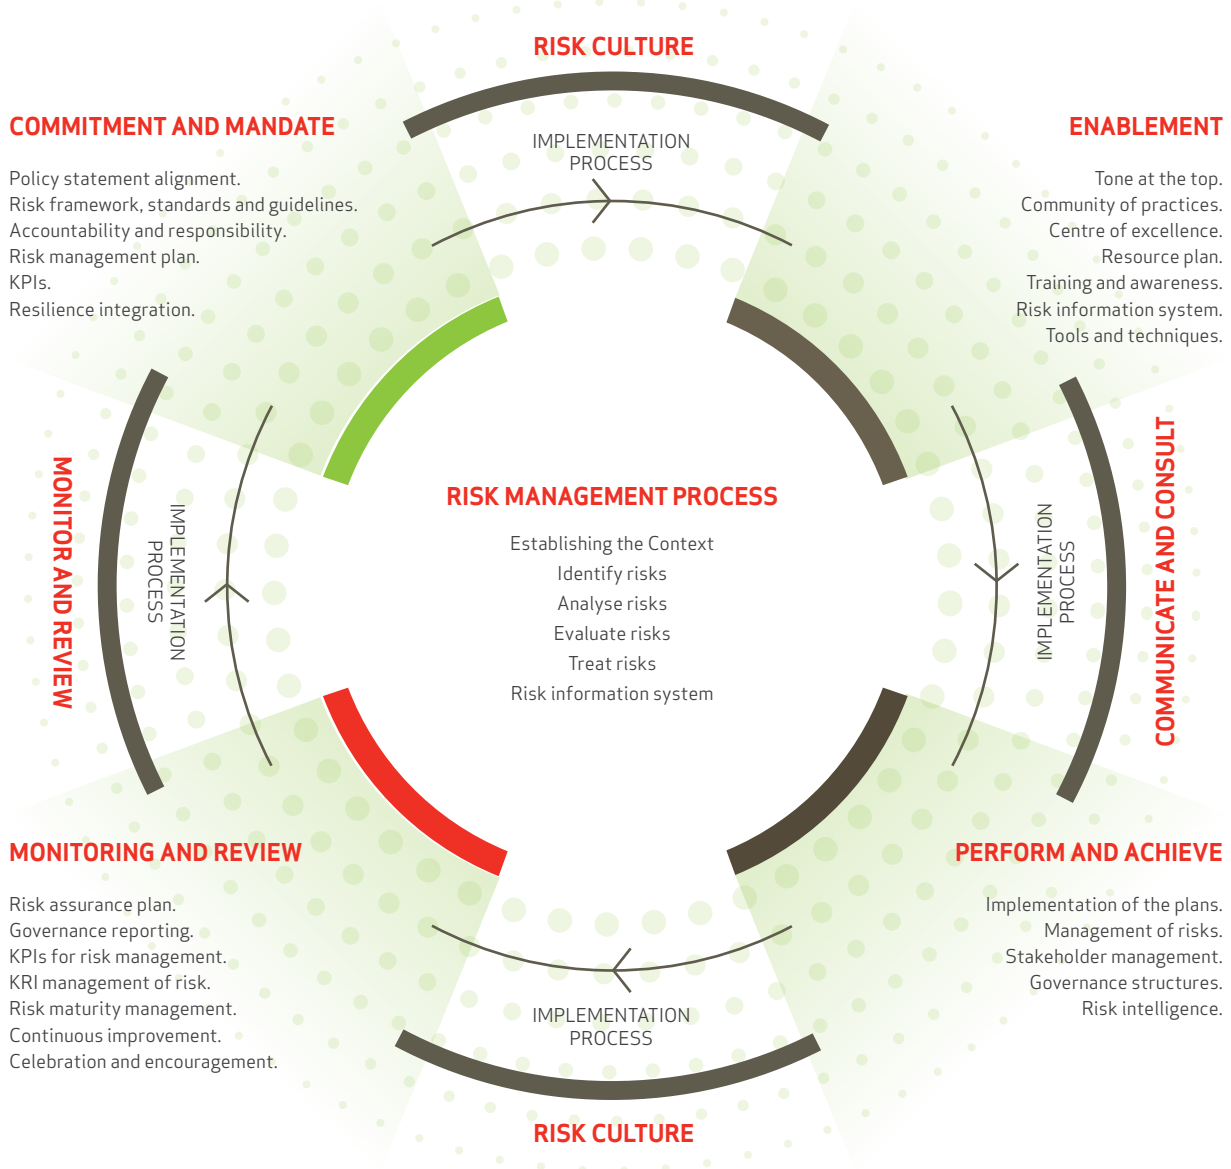 RISK CULTURE
IMPLEMENTATION
PROCESS
COMMITMENT AND MANDATE
Policy statement alignment.
Risk framework, standards and guidelines.
Accountability and responsibility.
Risk management plan.
KPIs.
Resilience integration.
ENABLEMENT
Tone at the top.
Community of practices.
Centre of excellence.
Resource plan.
Training and awareness.
Risk information system.
Tools and techniques.
MONITOR AND REVIEW
IMPLEMENTATION
PROCESS
RISK MANAGEMENT PROCESS
Establishing the Context
Identify risks
Analyse risks
Evaluate risks
Treat risks
Risk information system
IMPLEMENTATION
PROCESS
COMMUNICATE AND CONSULT
MONITORING AND REVIEW
Risk assurance plan.
Governance reporting.
KPIs for risk management.
KRI management of risk.
Risk maturity management.
Continuous improvement.
Celebration and encouragement.
PERFORM AND ACHIEVE
Implementation of the plans.
Management of risks.
Stakeholder management.
Governance structures.
Risk intelligence.
IMPLEMENTATION
PROCESS
RISK CULTURE